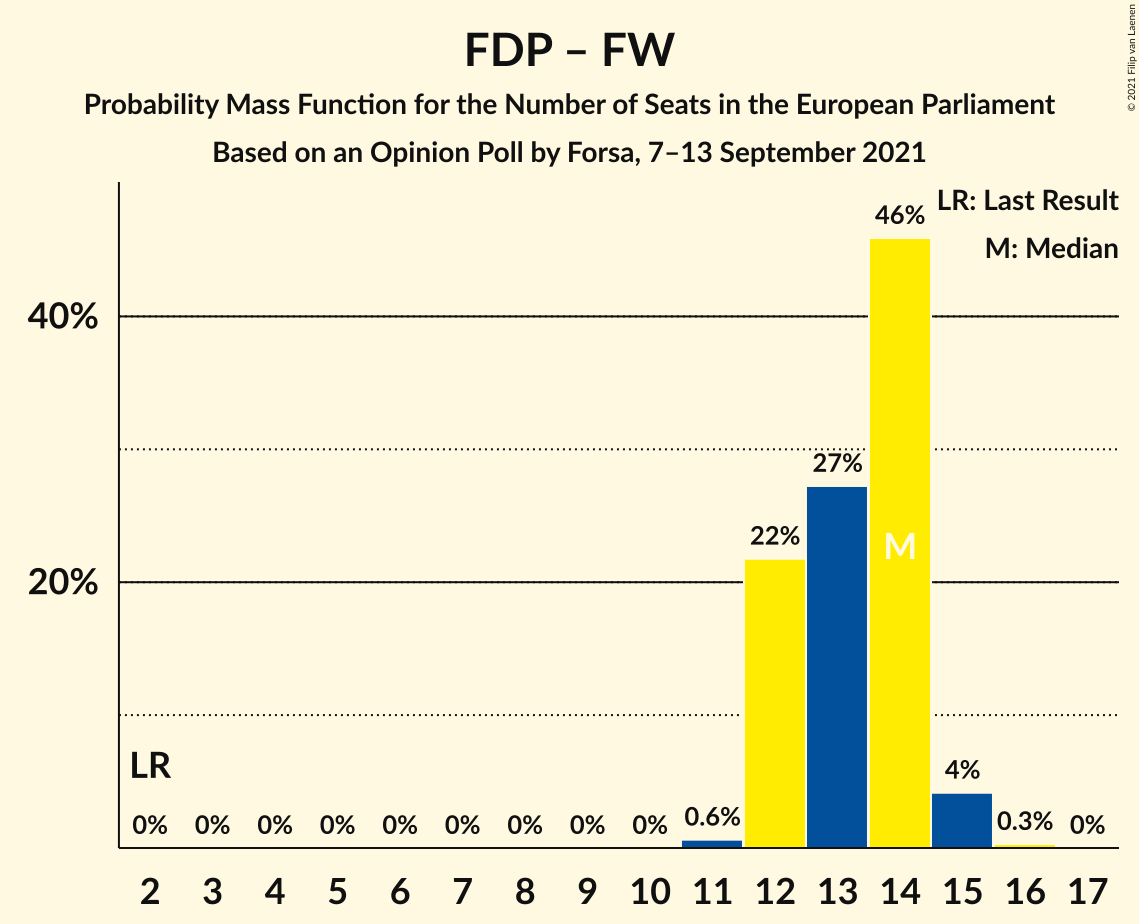 FDP – FW
Probability Mass Function for the Number of Seats in the European Parliament
Based on an Opinion Poll by Forsa, 7–13 September 2021
© 2021 Filip van Laenen
LR: Last Result
M: Median
46%
40%
27%
22%
M
20%
LR
4%
0% 0% 0% 0% 0% 0% 0% 0% 0% 0.6% 0.3% 0%
2 3 4 5 6 7 8 9 10 11 12 13 14 15 16 17